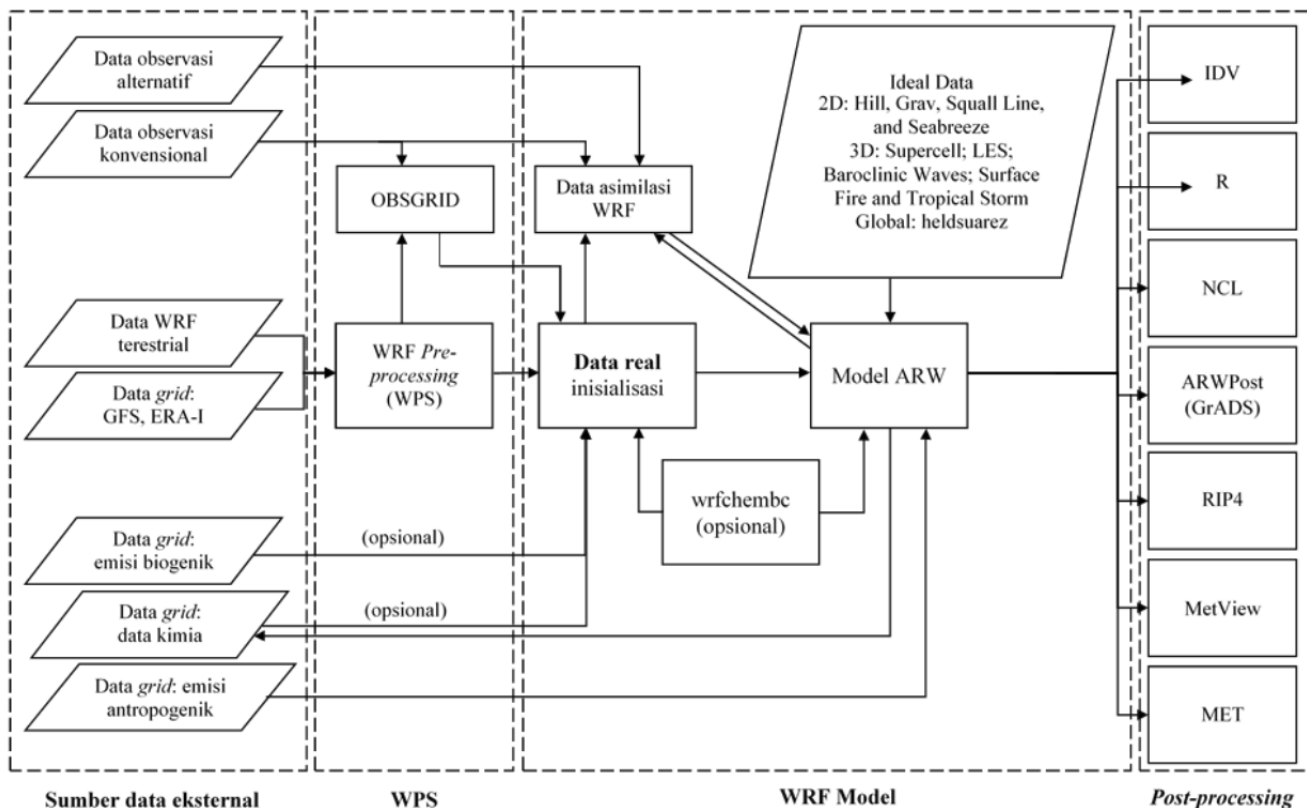 Data observasi
alternatif
Data observasi
konvensional
Data WRF
terestrial
Data grid:
GFS, ERA-I
Data grid:
emisi biogenik
Data grid:
data kimia
Data grid: emisi
antropogenik
Sumber data eksternal
OBSGRID
WRF Pre-
processing
(WPS)
(opsional)
(opsional)
WPS
Data asimilasi
WRF
Ideal Data
2D: Hill, Grav, Squall Line,
and Seabreeze
3D: Supercell; LES;
Baroclinic Waves; Surface
Fire and Tropical Storm
Global: heldsuarez
Data real
inisialisasi
Model ARW
wrfchembc
(opsional)
WRF Model
IDV
R
NCL
ARWPost
(GrADS)
RIP4
MetView
MET
Post-processing